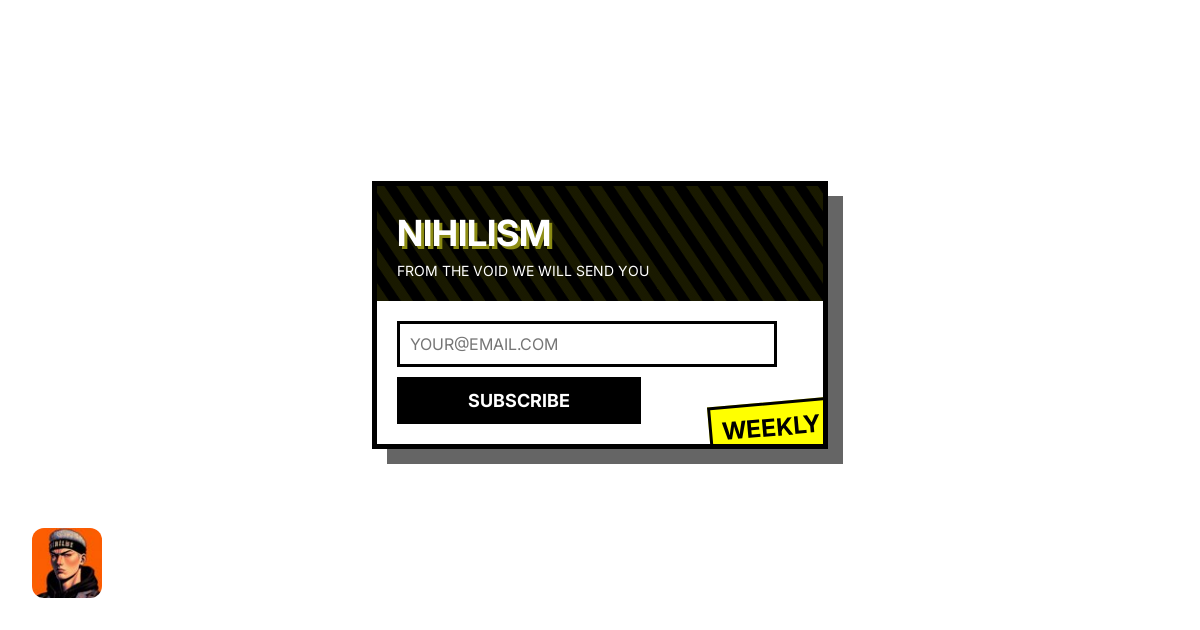 NIHILISM
FROM THE VOID WE WILL SEND YOU
YOUR@EMAIL.COM
SUBSCRIBE
WEEKLY